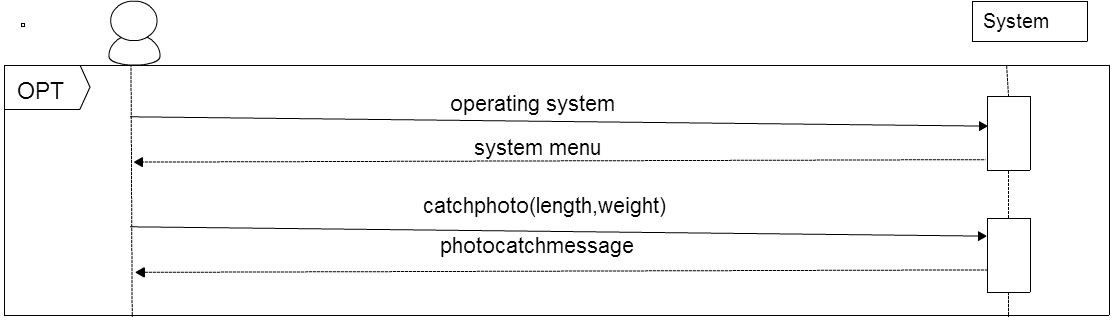 System
OPT
operating system
system menu
catchphoto(length,weight)
photocatchmessage